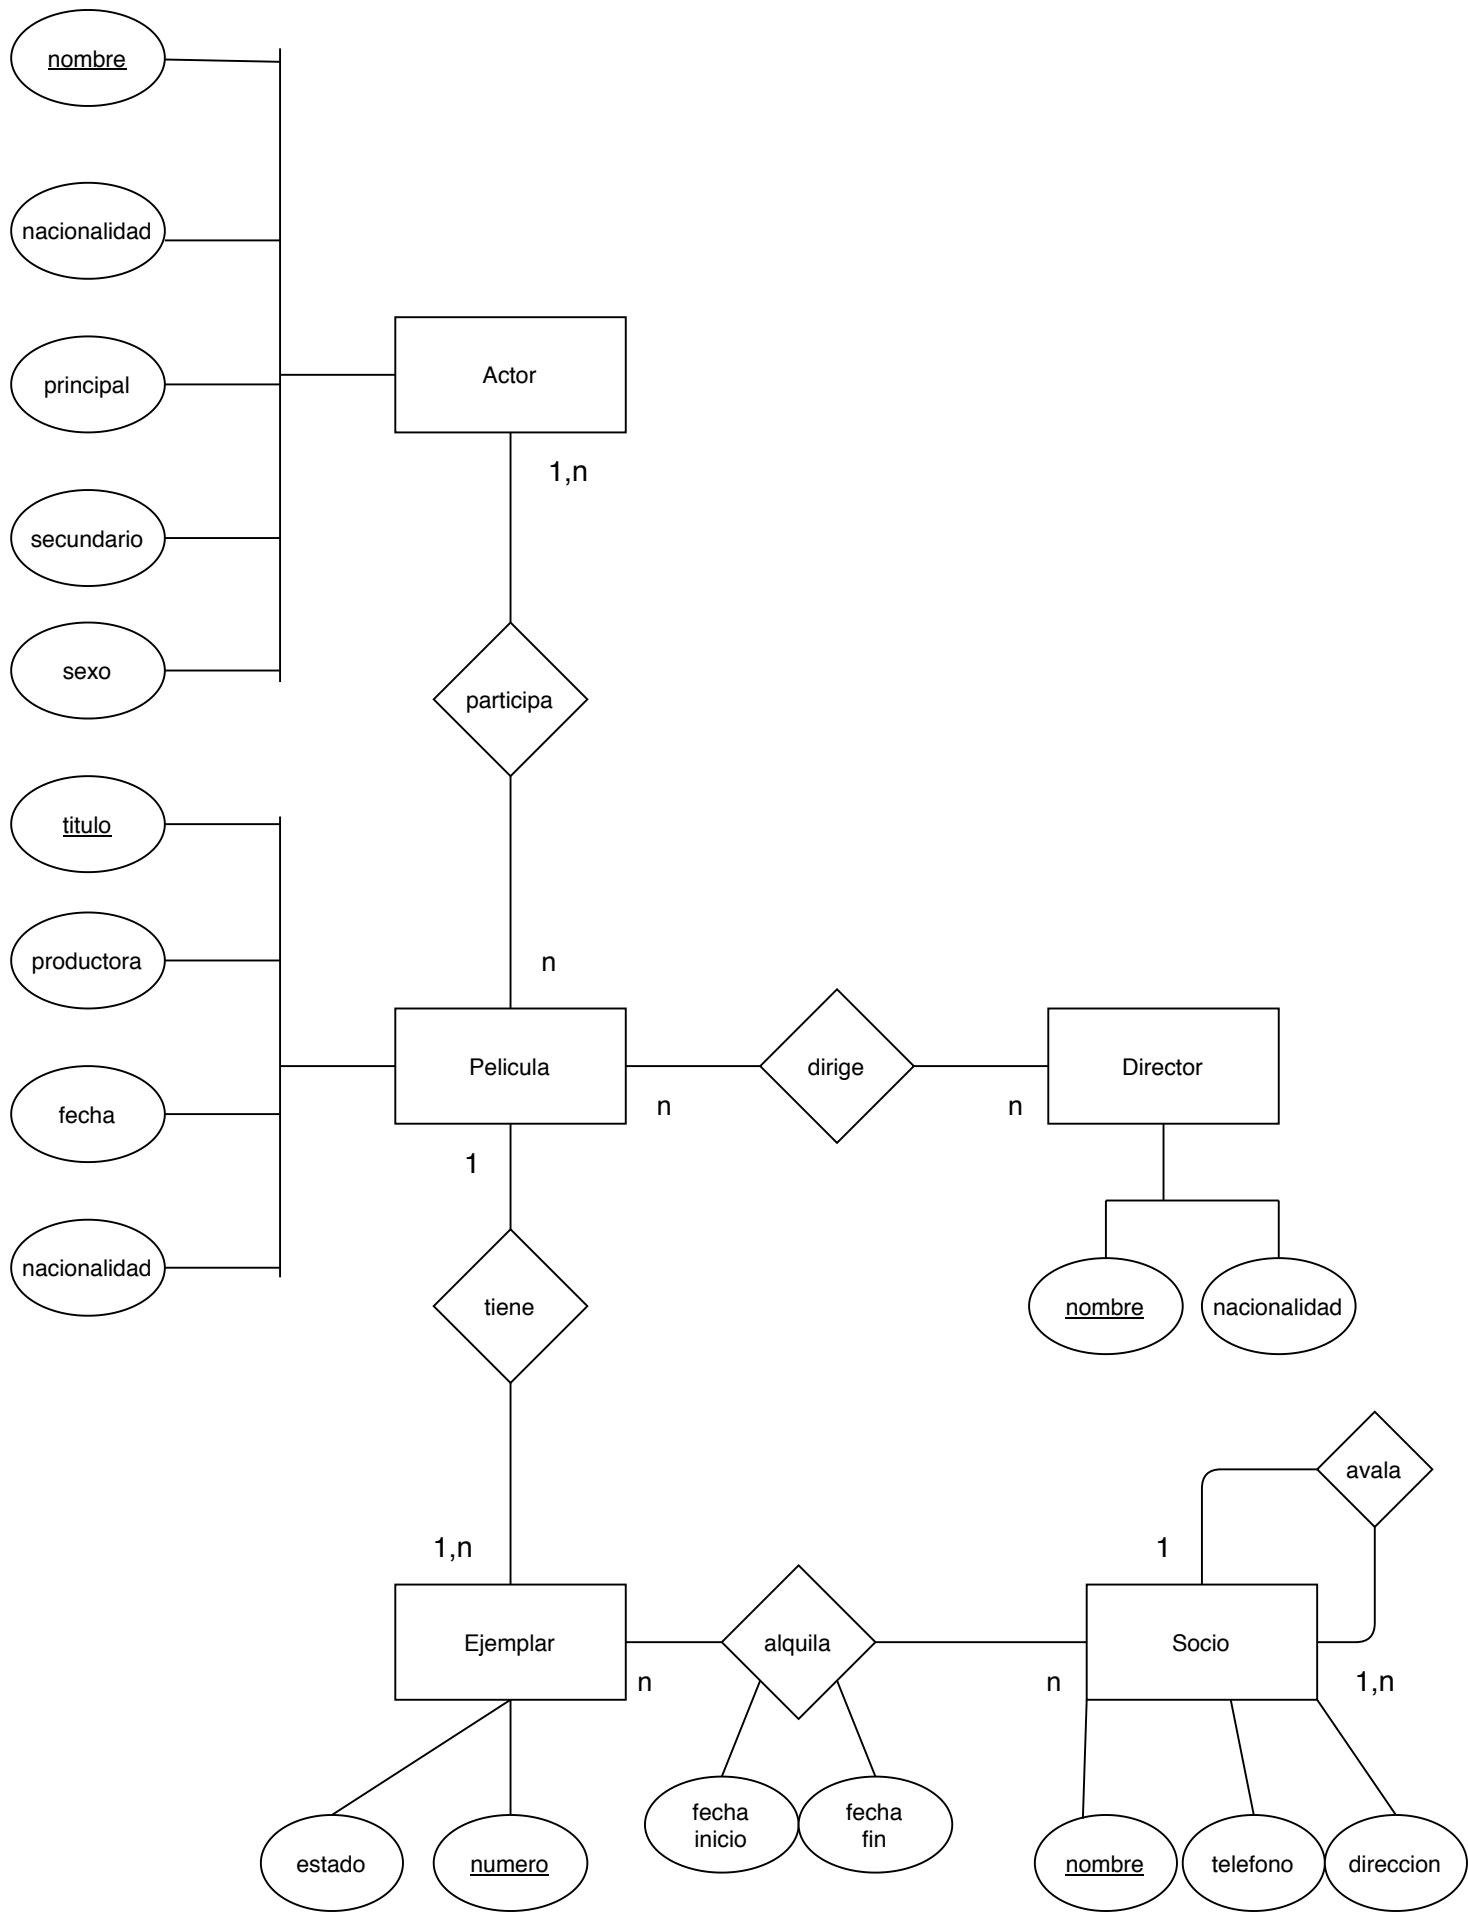 nombre
nacionalidad
principal
Actor
1,n
secundario
sexo
participa
titulo
productora
n
Pelicula
dirige
Director
n
n
fecha
1
nacionalidad
tiene
nombre
nacionalidad
avala
1,n
1
Ejemplar
alquila
Socio
n
n
1,n
fecha
inicio
fecha
fin
estado
numero
nombre
telefono
direccion